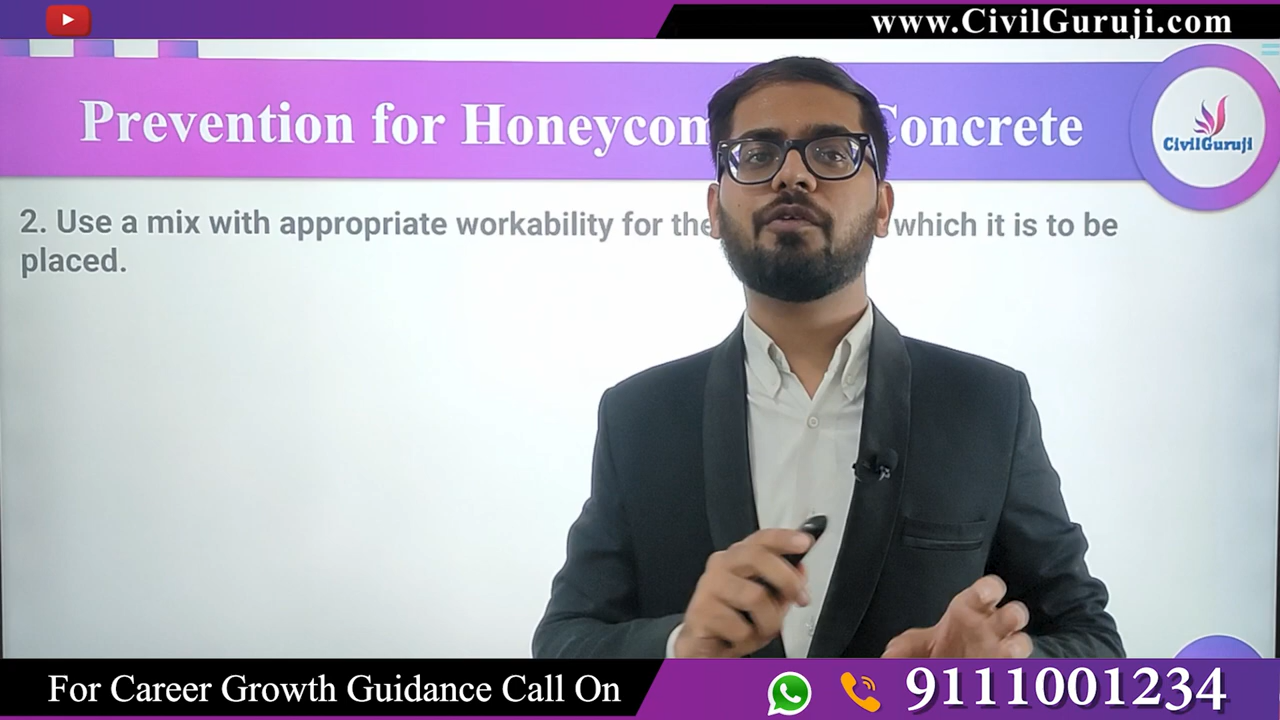 www.CivilGuruji.com
Prevention for Honeycom Concrete
CivilGuruji
2. Use a mix with appropriate workability for the which it is to be
placed.
For Career Growth Guidance Call On
9111001234